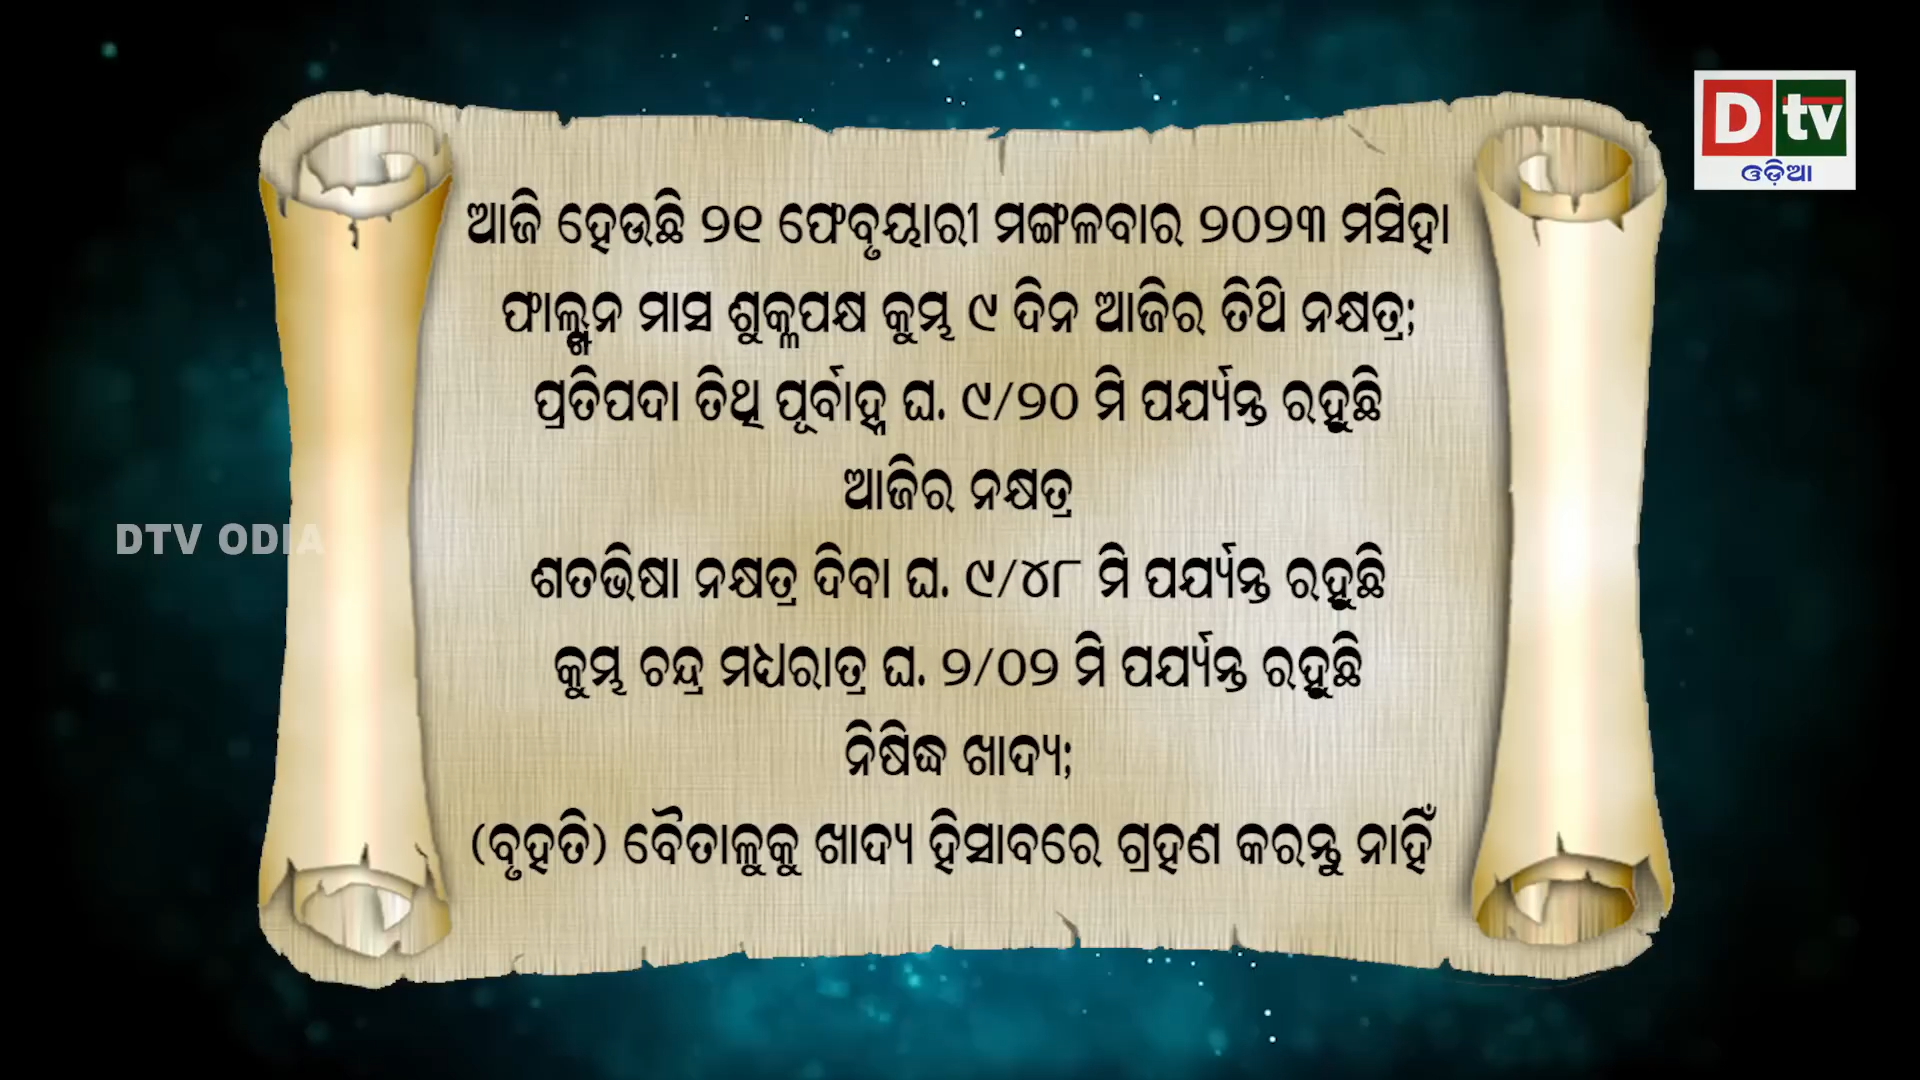 Dtv
ଓଡ଼ିଆ
ଆଜି ହେଉଛି ୨୧ ଫେବୃୟାରୀ ମଙ୍ଗଳବାର ୨୦୨୩ ମସିହା
ଫାଲ୍ଗୁନ ମାସ ଶୁକ୍ଳପକ୍ଷ କୁମ୍ଭ ୯ ଦିନ ଆଜିର ତିଥି ନକ୍ଷତ୍ର;
ପ୍ରତିପଦା ତିଥି ପୂର୍ବାହ୍ନ ଘ. ୯/୨୦ ମି ପର୍ଯ୍ୟନ୍ତ ରହୁଛି
ଆଜିର ନକ୍ଷତ୍ର
ଶତଭିଷା ନକ୍ଷତ୍ର ଦିବା ଘ. ୯/୪୮ ମି ପର୍ଯ୍ୟନ୍ତ ରହୁଛି
DTV ODIA
କୁମ୍ଭ ଚନ୍ଦ୍ର ମଧ୍ୟରାତ୍ର ଘ. ୨/୦୨ ମି ପର୍ଯ୍ୟନ୍ତ ରହୁଛି
ନିଷିଦ୍ଧ ଖାଦ୍ୟ;
(ବୃହତି) ବୈତାଳୁକୁ ଖାଦ୍ୟ ହିସାବରେ ଗ୍ରହଣ କରନ୍ତୁ ନାହିଁ